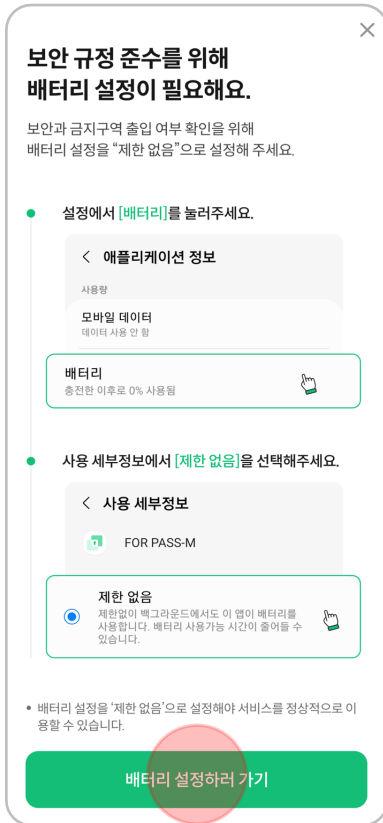 보안 규정 준수를 위해
배터리 설정이 필요해요.
보안과 금지구역 출입 여부 확인을 위해
배터리 설정을 “제한 없음”으로 설정해 주세요.
설정에서 [배터리]를 눌러주세요.
애플리케이션 정보
사용량
모바일 데이터
데이터 사용 안 함
배터리
충전한 이후로 0% 사용됨
사용 세부정보에서 [제한 없음]을 선택해주세요.
사용 세부정보
FOR PASS-M
제한 없음
제한없이 백그라운드에서도 이 앱이 배터리를
사용합니다. 배터리 사용가능 시간이 줄어들 수
있습니다.
• 배터리 설정을 ‘제한 없음’으로 설정해야 서비스를 정상적으로 이
용할 수 있습니다.
배터리 설정하러 가기